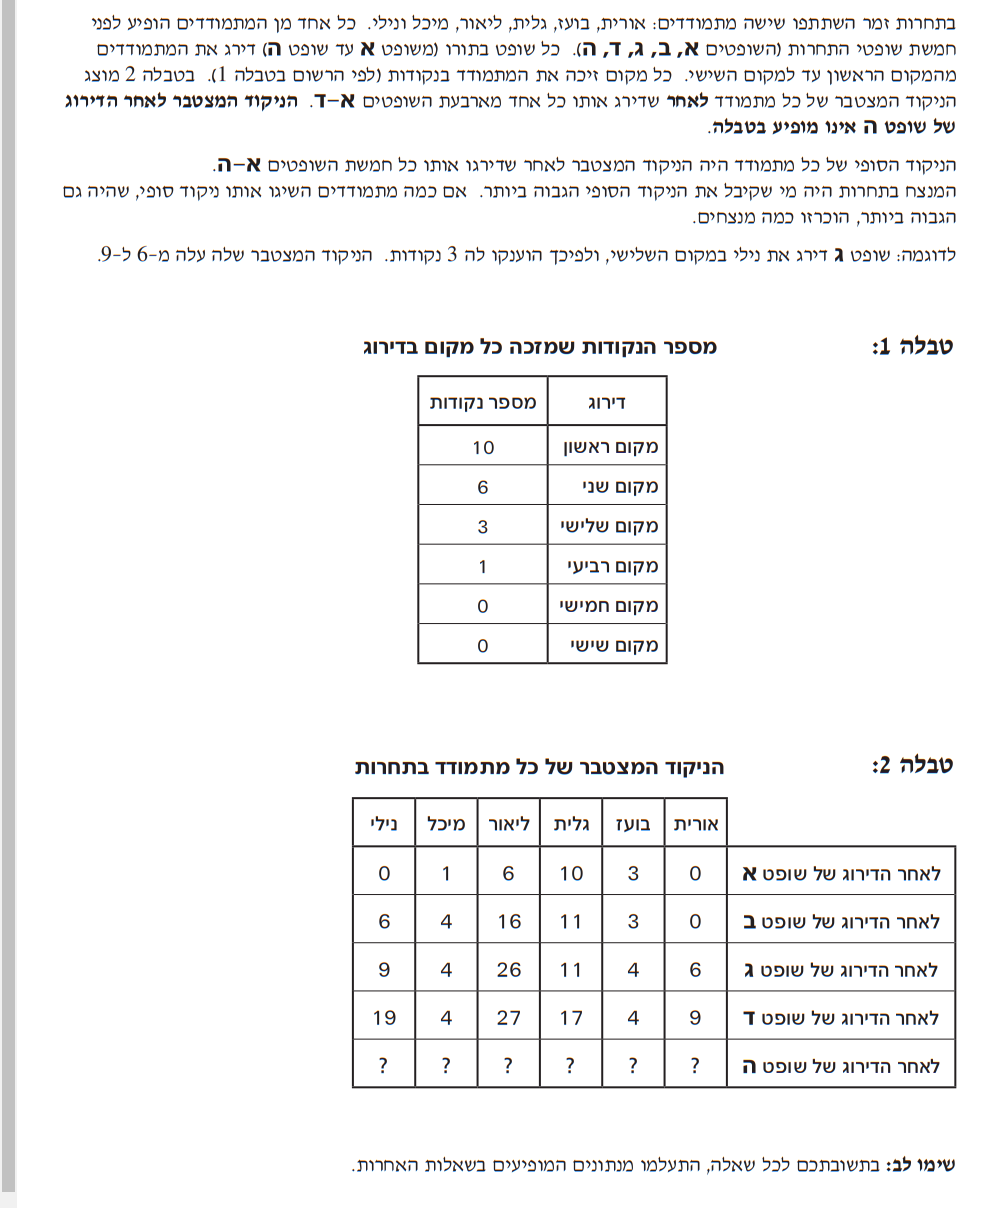 בתחרות זמר השתתפו שישה מתמודדים: אורית, בועז, גלית, ליאור, מיכל ונילי. כל אחד מן המתמודדים הופיע לפני
חמשת שופטי התחרות (השופטים א, ב, ג, ד, ה). כל שופט בתורו (משופט א עד שופט ה) דירג את המתמודדים
מהמקום הראשון עד למקום השישי. כל מקום זיכה את המתמודד בנקודות (לפי הרשום בטבלה 1). בטבלה 2 מוצג
הניקוד המצטבר של כל מתמודד לאחר שדירג אותו כל אחד מארבעת השופטים א–ד. הניקוד המצטבר לאחר הדירוג
של שופט ה אינו מופיע בטבלה.
הניקוד הסופי של כל מתמודד היה הניקוד המצטבר לאחר שדירגו אותו כל חמשת השופטים א–ה.
המנצח בתחרות היה מי שקיבל את הניקוד הסופי הגבוה ביותר. אם כמה מתמודדים השיגו אותו ניקוד סופי, שהיה גם
הגבוה ביותר, הוכרזו כמה מנצחים.
לדוגמה: שופט ג דירג את נילי במקום השלישי, ולפיכך הוענקו לה 3 נקודות. הניקוד המצטבר שלה עלה מ-6 ל-9.
טבלה 1: מספר הנקודות שמזכה כל מקום בדירוג
דירוג מספר נקודות
מקום ראשון 10
מקום שני 6
מקום שלישי 3
מקום רביעי 1
מקום חמישי 0
מקום שישי 0
טבלה 2: הניקוד המצטבר של כל מתמודד בתחרות
אורית בועז גלית ליאור מיכל נילי
לאחר הדירוג של שופט א 0 3 10 6 1 0
לאחר הדירוג של שופט ב 0 3 11 16 4 6
לאחר הדירוג של שופט ג 6 4 11 26 4 9
לאחר הדירוג של שופט ד 9 4 17 27 4 19
לאחר הדירוג של שופט ה ? ? ? ? ? ?
שימו לב: בתשובתכם לכל שאלה, התעלמו מנתונים המופיעים בשאלות האחרות.